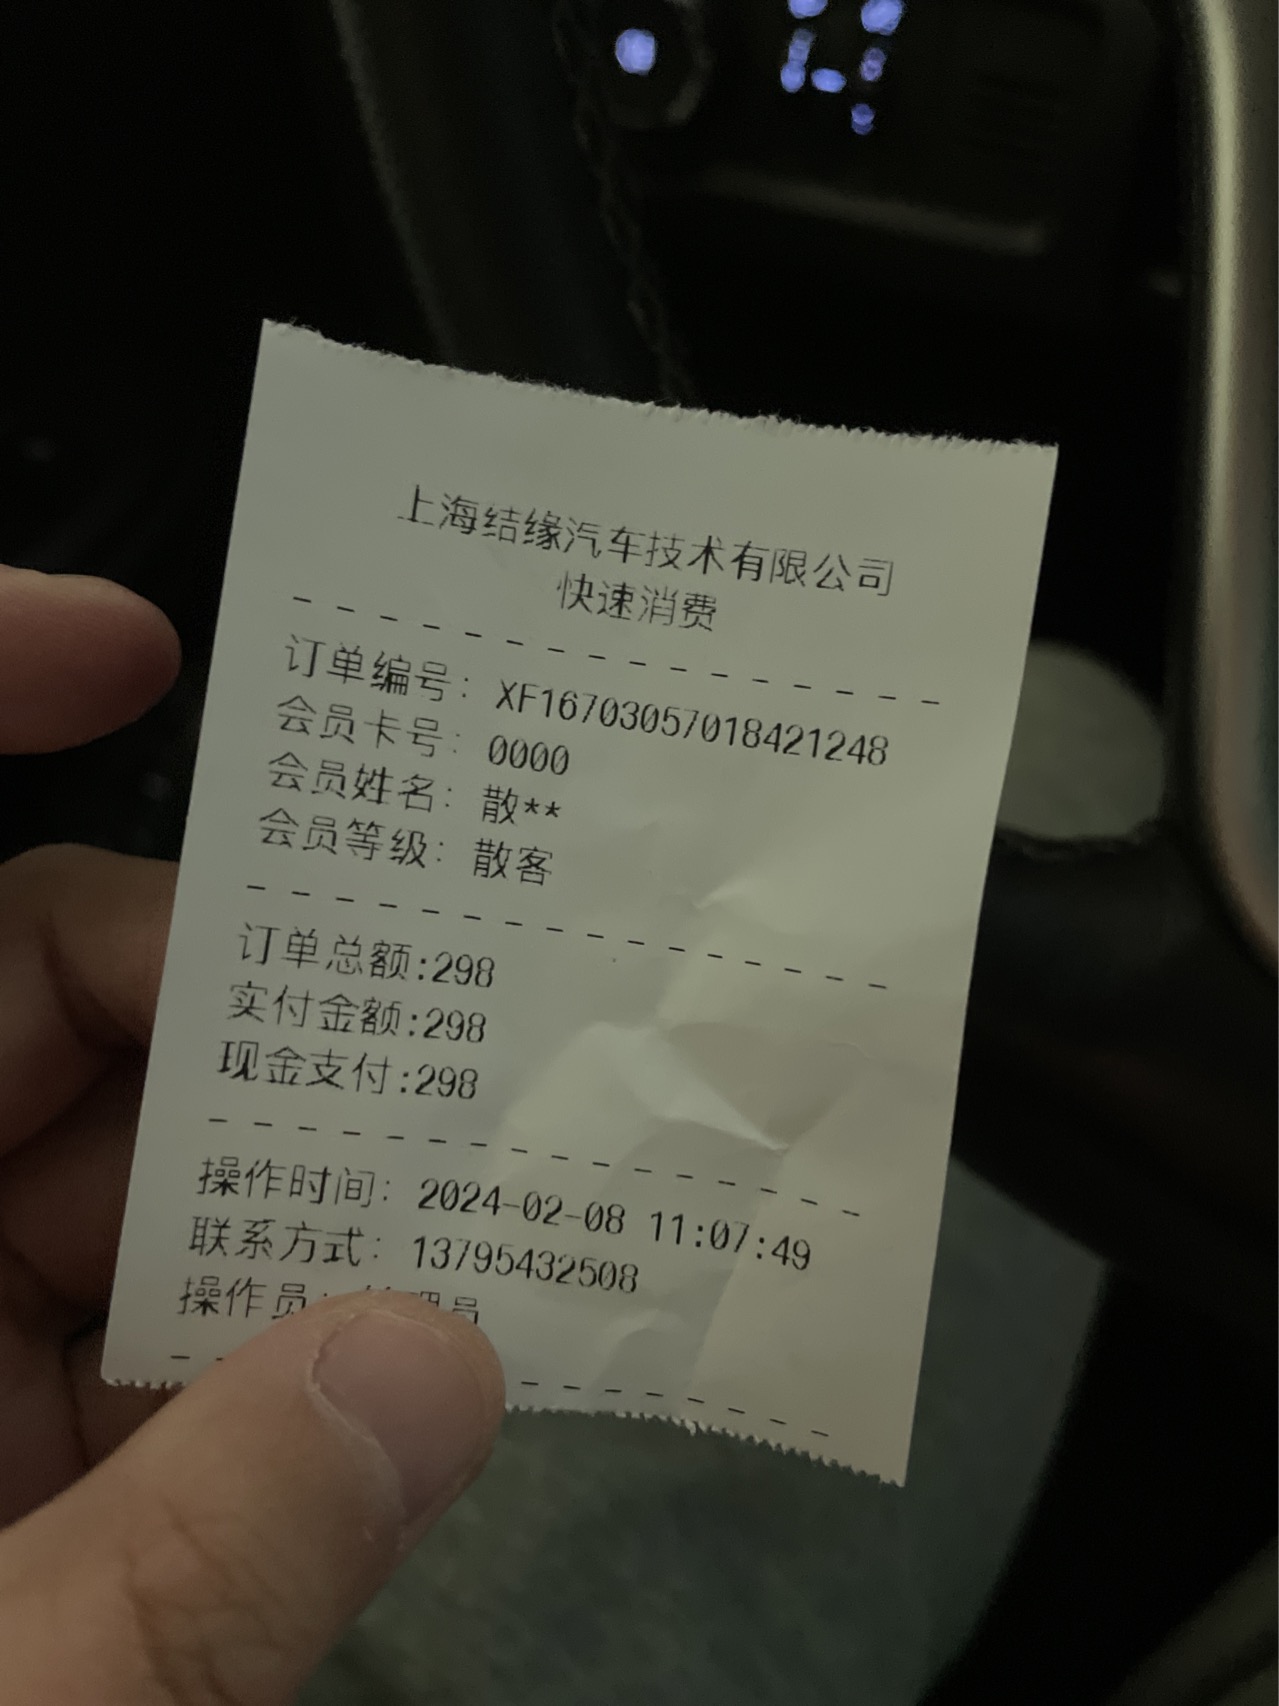 上海结缘汽车技术有限公司
快速消费
订单编号: XF16703057018421248
会员卡号: 0000
会员姓名: 散**
会员等级: 散客
订单总额:298
实付金额:298
现金支付:298
操作时间: 2024-02-08 11:07:49
联系方式: 13795432508
操作员: